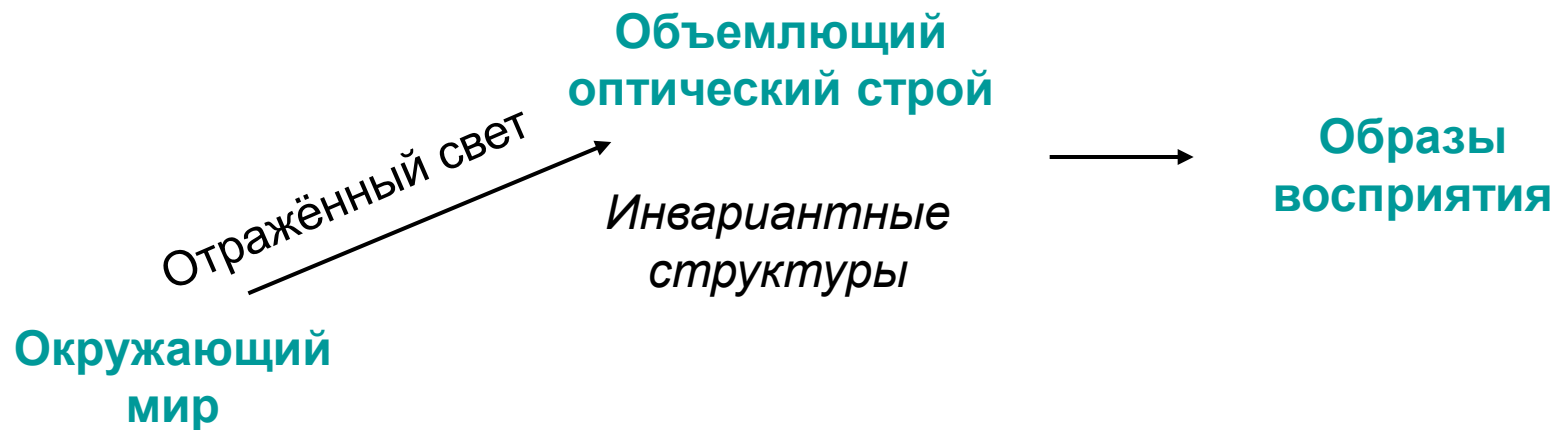 Объемлющий
оптический строй
Отражённый свет
Образы
восприятия
Инвариантные
структуры
Окружающий
мир